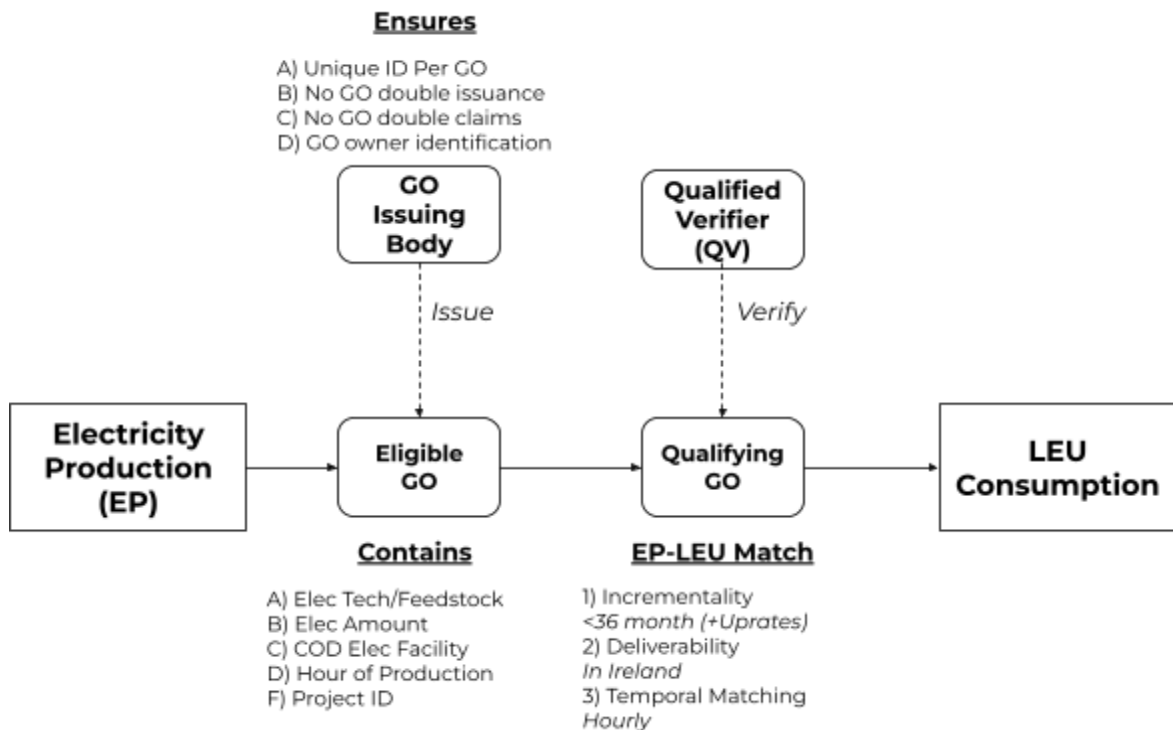 Ensures
A) Unique ID Per GO
B) No GO double issuance
C) No GO double claims
D) GO owner identification
GO
Issuing
Body
Qualified
Verifier
(QV)
Issue
Verify
Electricity
Production
(EP)
Eligible
GO
Qualifying
GO
LEU
Consumption
Contains
A) Elec Tech/Feedstock
B) Elec Amount
C) COD Elec Facility
D) Hour of Production
F) Project ID
EP-LEU Match
1) Incrementality
<36 month (+Uprates)
2) Deliverability
In Ireland
3) Temporal Matching
Hourly